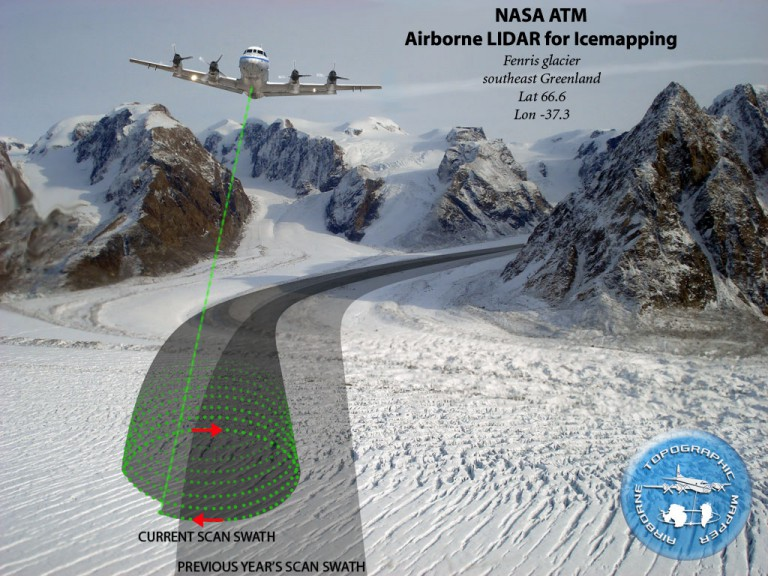 NASA ATM
Airborne LIDAR for Icemapping
Fenris glacier
southeast Greenland
Lat 66.6
Lon -37.3
CURRENT SCAN SWATH
PREVIOUS YEAR'S SCAN SWATH
AIRBORNE TOPOGRAPHIC MAPPER